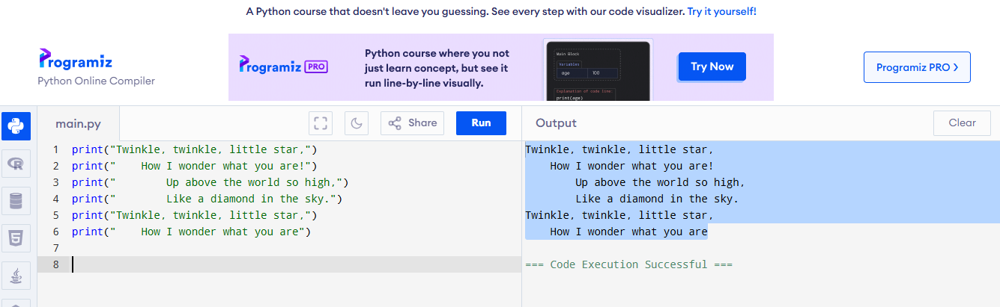 A Python course that doesn't leave you guessing. See every step with our code visualizer. Try it yourself!
Programiz
Python Online Compiler
Programiz PRO
Python course where you not
just learn concept, but see it
run line-by-line visually.
Main Block
Variables
age 100
Explanation of code line:
print(age)
Try Now
Programiz PRO >
main.py
Share
Run
Output
Clear
1 print("Twinkle, twinkle, little star,")
2 print("    How I wonder what you are!")
3 print("        Up above the world so high,")
4 print("        Like a diamond in the sky.")
5 print("Twinkle, twinkle, little star,")
6 print("    How I wonder what you are")
7
8
Twinkle, twinkle, little star,
    How I wonder what you are!
        Up above the world so high,
        Like a diamond in the sky.
Twinkle, twinkle, little star,
    How I wonder what you are
=== Code Execution Successful ===
R
5